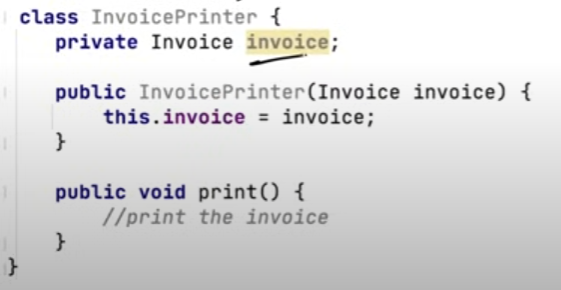 class InvoicePrinter {
    private Invoice invoice;
    public InvoicePrinter(Invoice invoice) {
        this.invoice = invoice;
    }
    public void print() {
        //print the invoice
    }
}